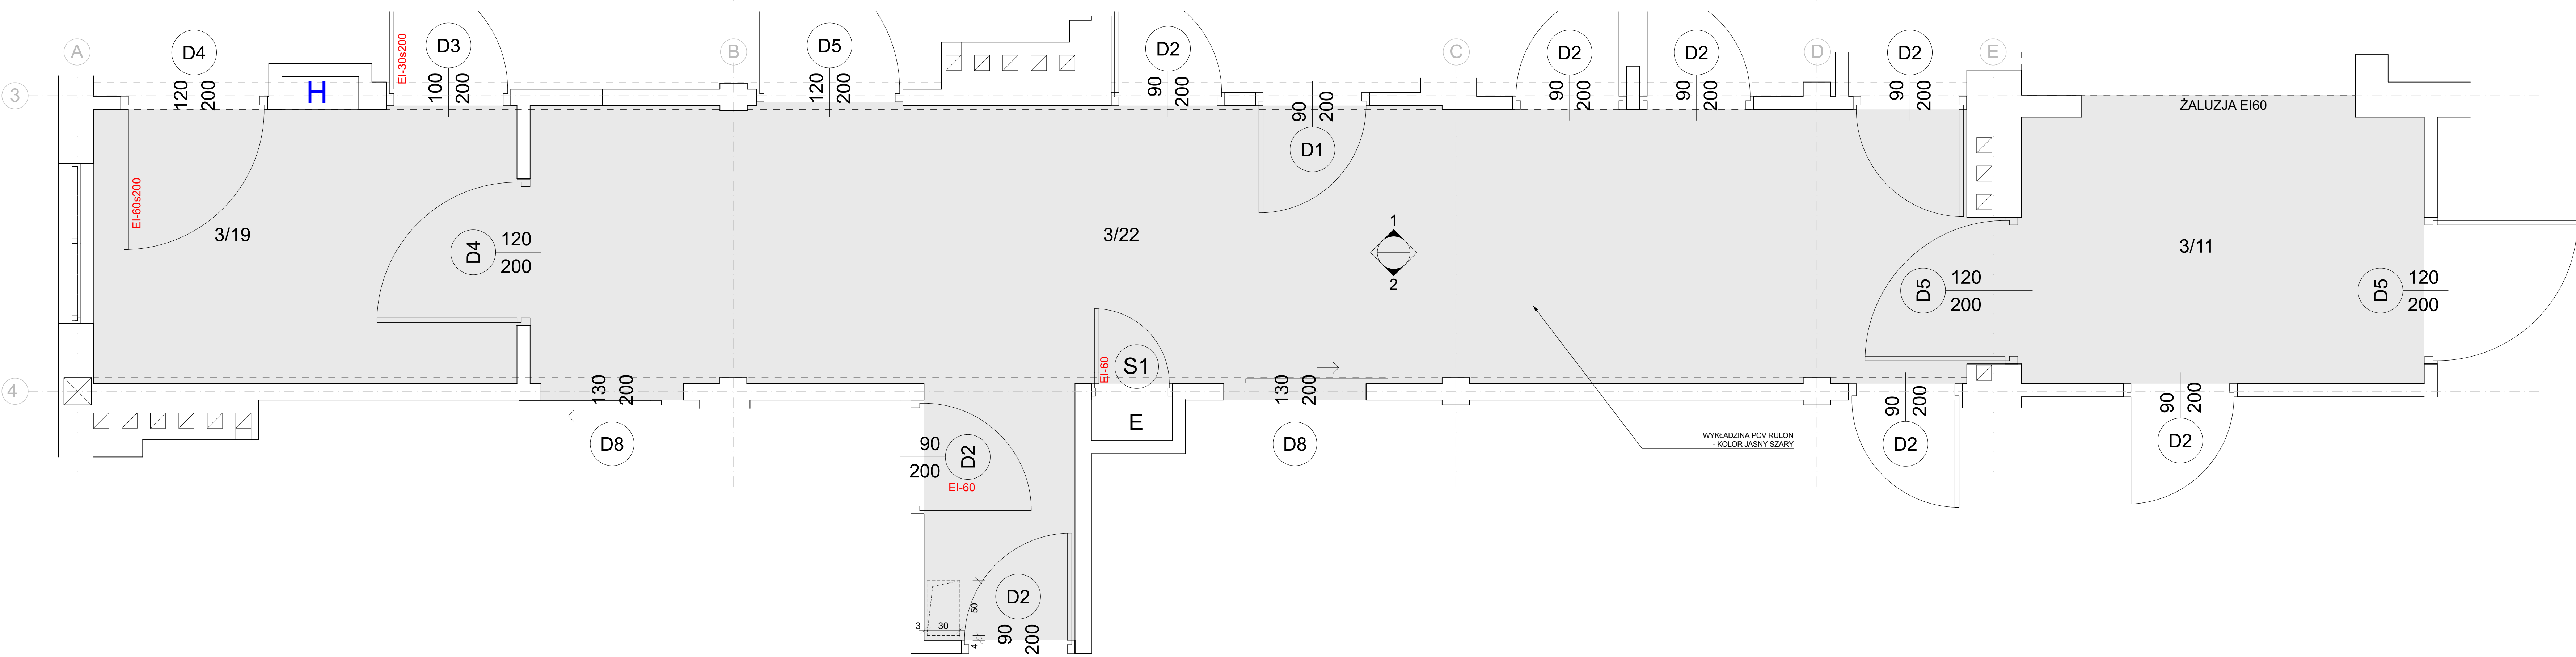 A
B
C
D
E
3
4
D4
120
200
H
EI-30s200
D3
100
200
D5
120
200
D2
90
200
90
200
D1
D2
90
200
D2
90
200
D2
90
200
ŻALUZJA EI60
EI-60s200
3/19
D4
120
200
3/22
1
2
3/11
D5
120
200
D5
120
200
EI-60
S1
E
130
200
D8
130
200
D8
90
200
D2
EI-60
WYKŁADZINA PCV RULON
- KOLOR JASNY SZARY
90
200
D2
90
200
D2
D2
90
200
50
3
30
4